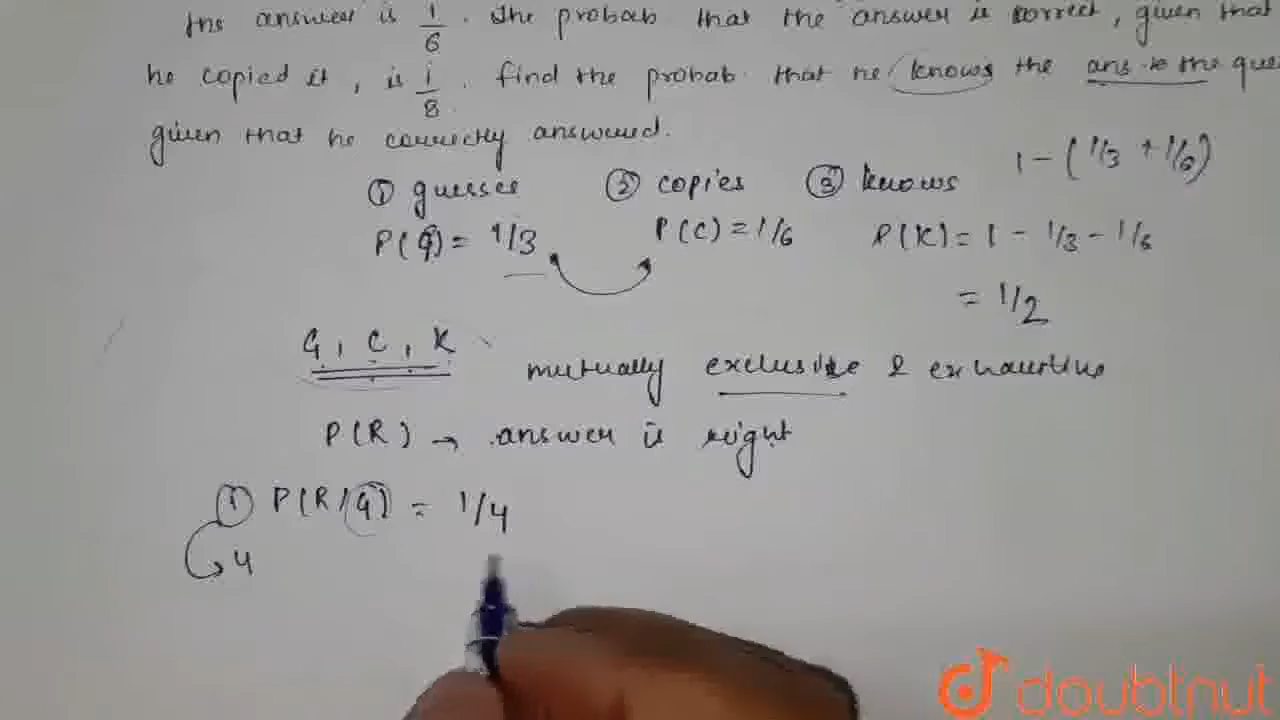 the answer is 1/6. The probab that the answer is correct, given that
he copied it, is 1/8. find the probab. that he knows the ans to the que
given that he correctly answered.
① guesses ② copies ③ knows 1 - (1/3 + 1/6)
P(G) = 1/3 P(C) = 1/6 P(K) = 1 - 1/3 - 1/6
= 1/2
G, C, K mutually exclusive & exhaustive
P(R) → answer is right
① P(R/G) = 1/4
↳ 4
doubtnut